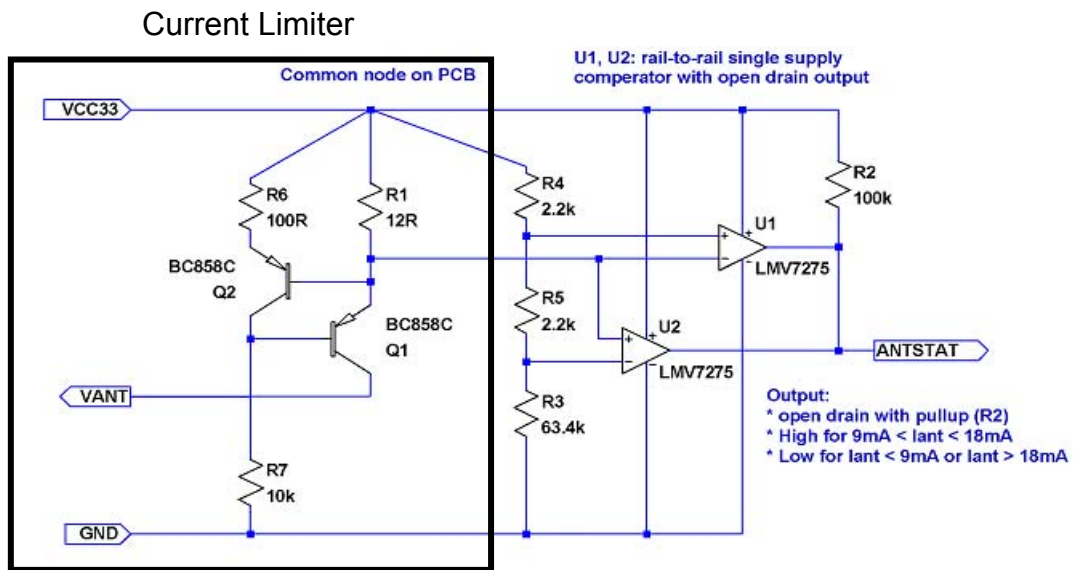 Current Limiter
Common node on PCB
U1, U2: rail-to-rail single supply
comperator with open drain output
VCC33
R6
100R
R1
12R
R4
2.2k
R2
100k
+
-
+
-
U1
LMV7275
BC858C
Q2
BC858C
Q1
R5
2.2k
+
-
+
-
U2
LMV7275
ANTSTAT
VANT
R3
63.4k
Output:
* open drain with pullup (R2)
* High for 9mA < Iant < 18mA
* Low for Iant < 9mA or Iant > 18mA
R7
10k
GND